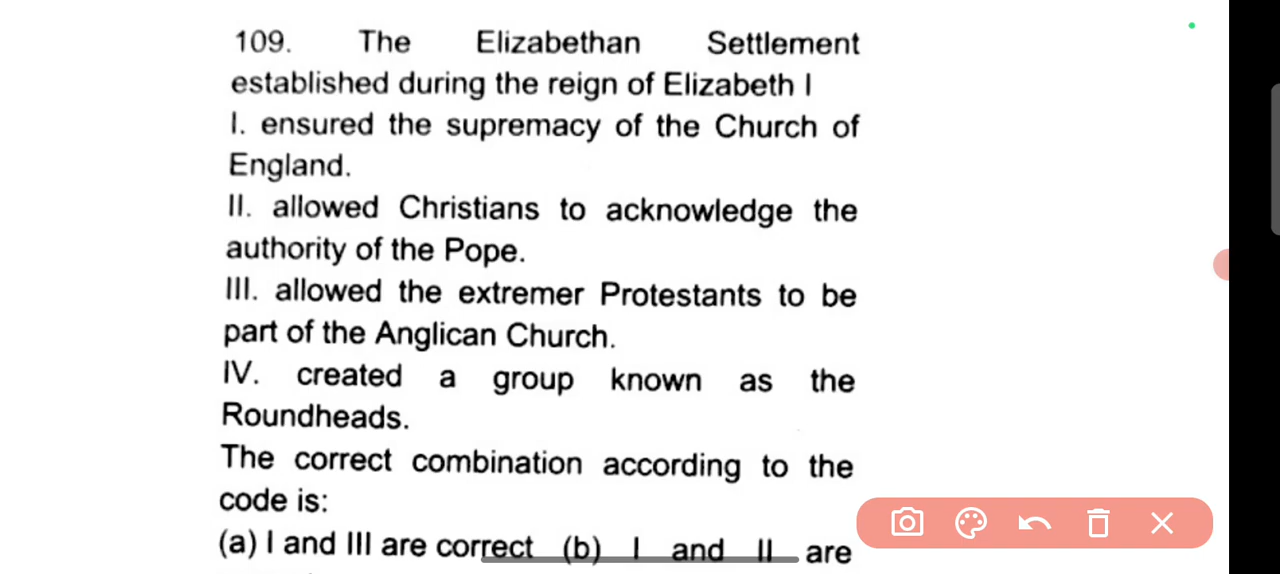 109. The Elizabethan Settlement
established during the reign of Elizabeth I
I. ensured the supremacy of the Church of
England.
II. allowed Christians to acknowledge the
authority of the Pope.
III. allowed the extremer Protestants to be
part of the Anglican Church.
IV. created a group known as the
Roundheads.
The correct combination according to the
code is:
(a) I and III are correct (b) I and II are